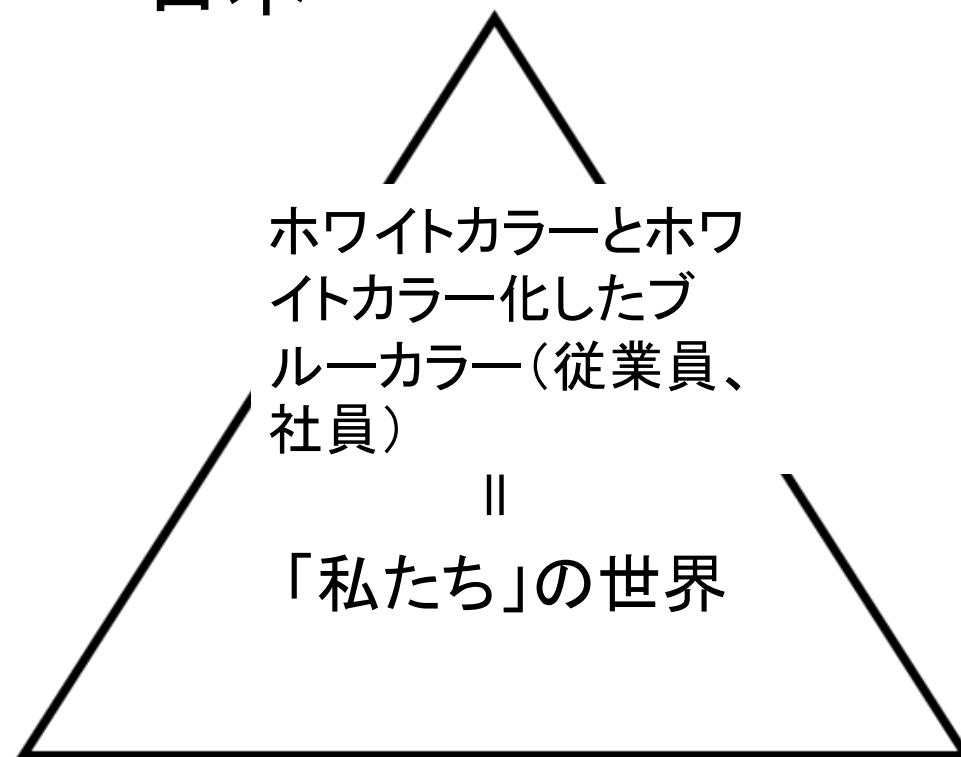 ホワイトカラーとホワ
イトカラー化したブ
ルーカラー（従業員、
社員）
＝
「私たち」の世界